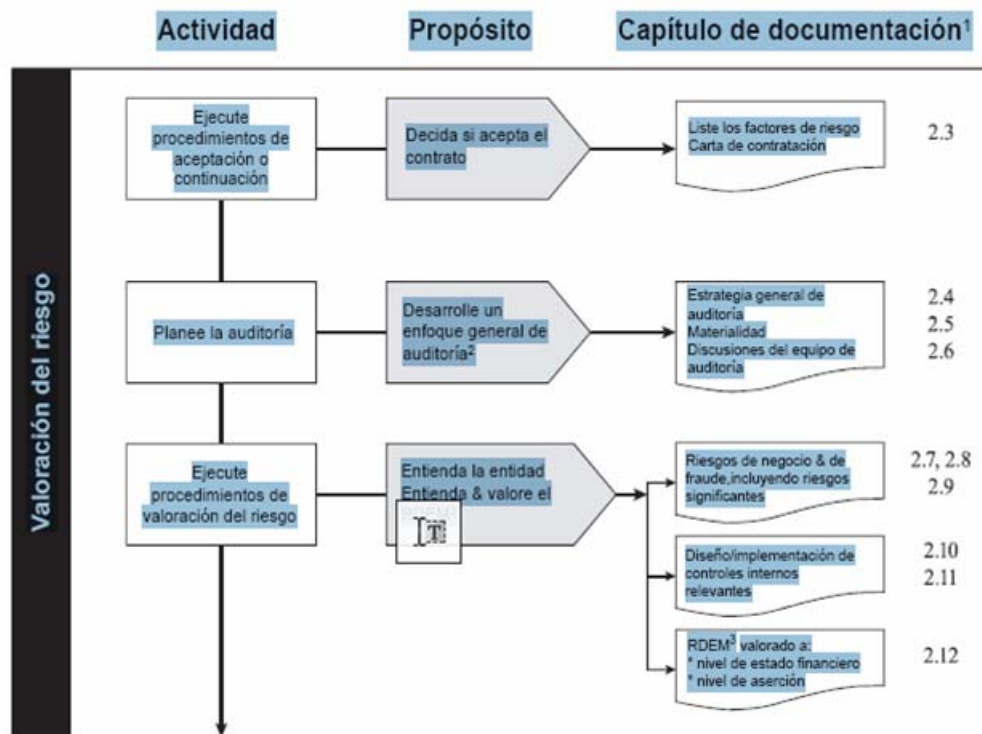 Actividad
Propósito
Capítulo de documentación¹
Valoración del riesgo
Ejecute
procedimientos de
aceptación o
continuación
Decida si acepta el
contrato
Liste los factores de riesgo
Carta de contratación
2.3
Planee la auditoría
Desarrolle un
enfoque general de
auditoría²
Estrategia general de
auditoría
Materialidad
Discusiones del equipo de
auditoría
2.4
2.5
2.6
Ejecute
procedimientos de
valoración del riesgo
Entienda la entidad
Entienda & valore el
T
Riesgos de negocio & de
fraude,incluyendo riesgos
significantes
2.7, 2.8
2.9
Diseño/implementación de
controles internos
relevantes
2.10
2.11
RDEM³ valorado a:
* nivel de estado financiero
* nivel de aserción
2.12